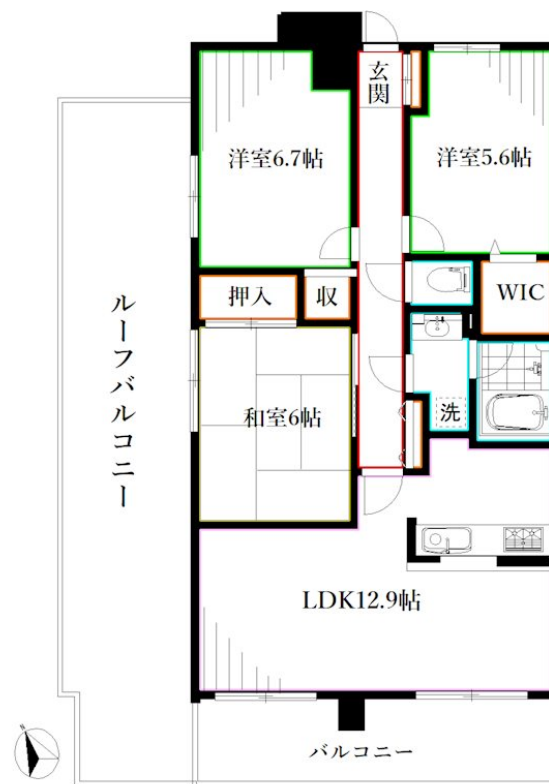 玄関
洋室6.7帖
洋室5.6帖
押入
収
WIC
ルーフバルコニー
和室6帖
洗
LDK12.9帖
バルコニー